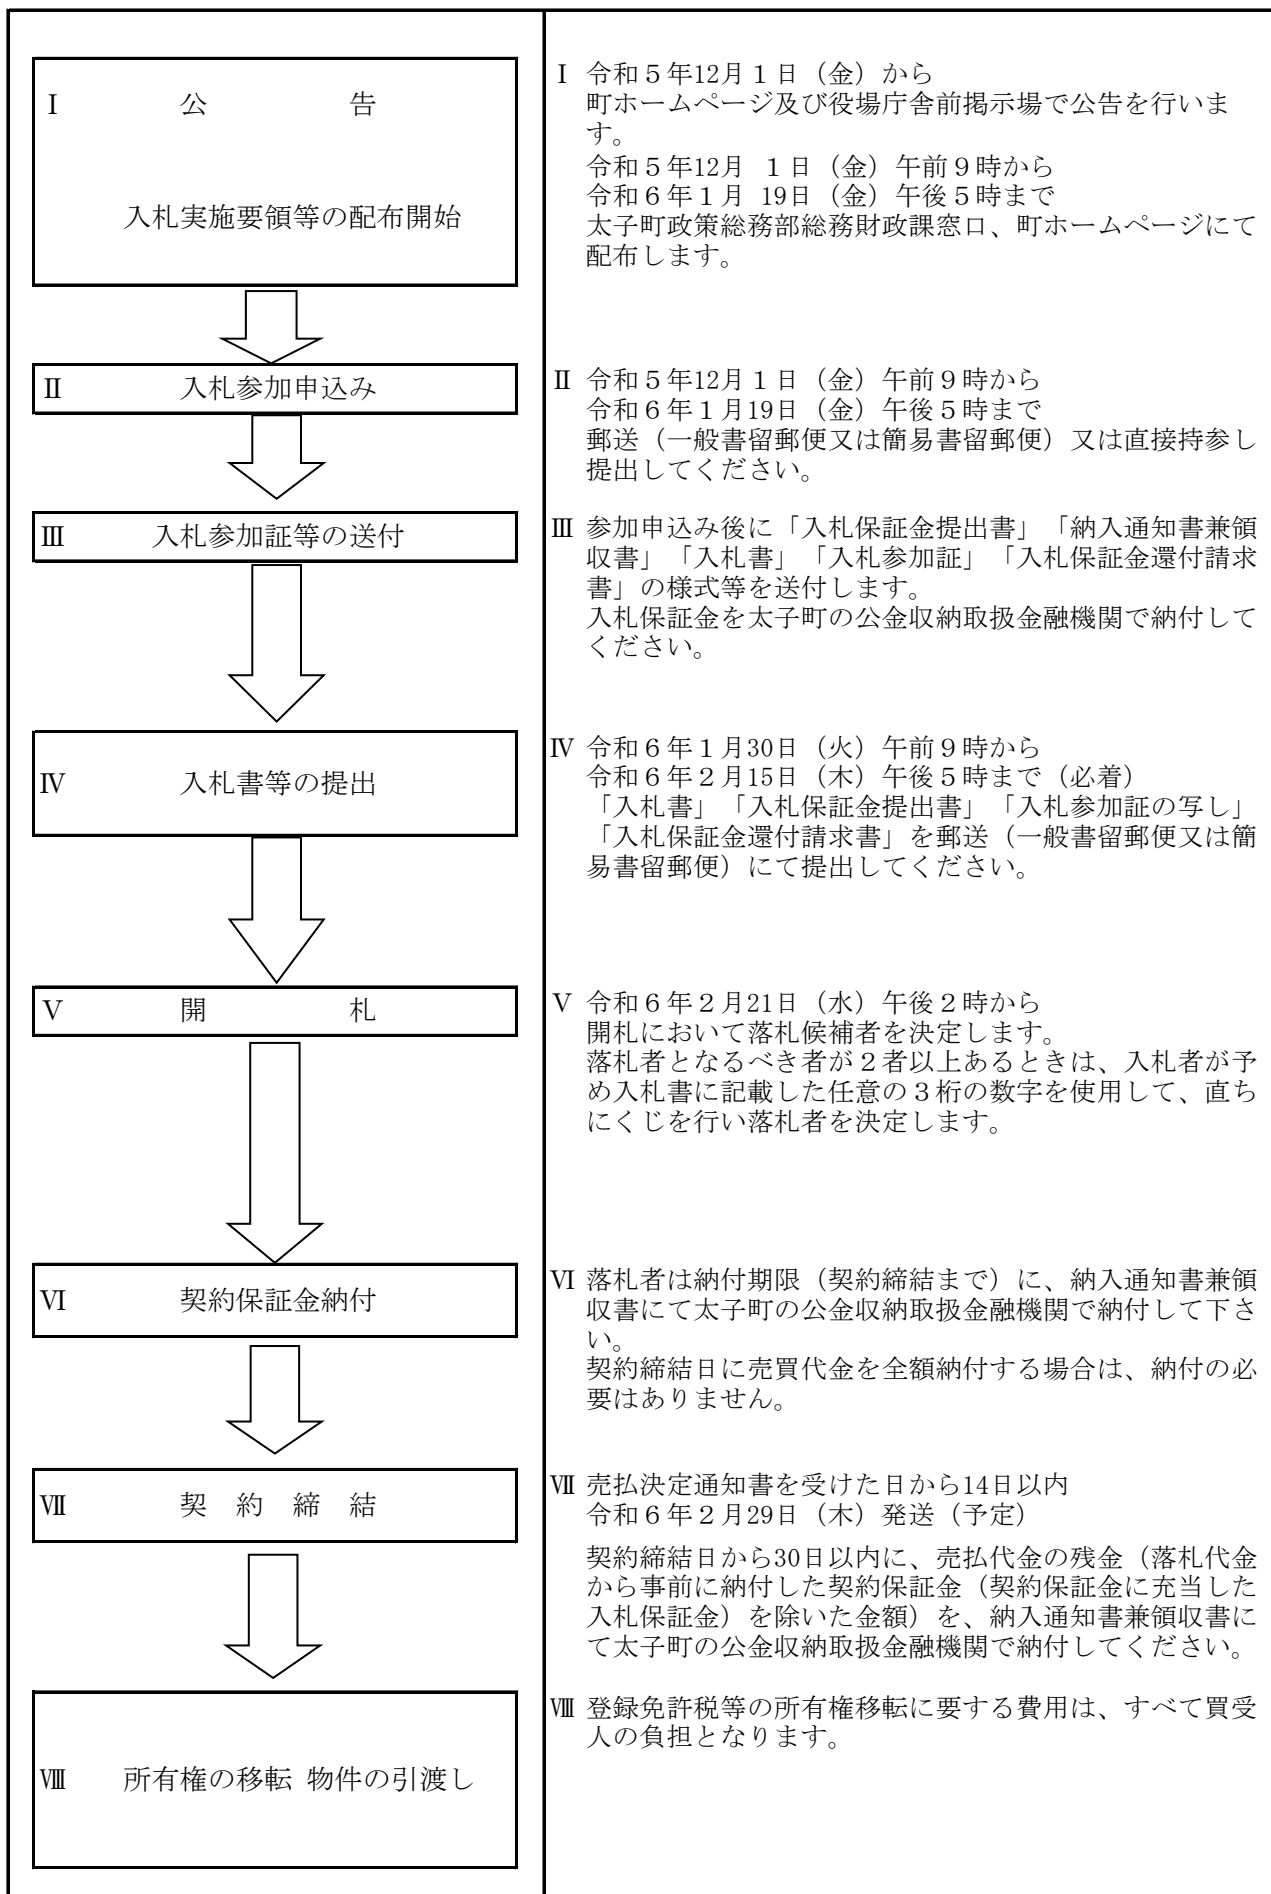 Ⅰ　公　告
入札実施要領等の配布開始
Ⅰ 令和５年12月１日（金）から
町ホームページ及び役場庁舎前掲示場で公告を行いま
す。
令和５年12月 １日（金）午前９時から
令和６年１月 19日（金）午後５時まで
太子町政策総務部総務財政課窓口、町ホームページにて
配布します。
Ⅱ　入札参加申込み
Ⅱ 令和５年12月１日（金）午前９時から
令和６年１月19日（金）午後５時まで
郵送（一般書留郵便又は簡易書留郵便）又は直接持参し
提出してください。
Ⅲ　入札参加証等の送付
Ⅲ 参加申込み後に「入札保証金提出書」「納入通知書兼領
収書」「入札書」「入札参加証」「入札保証金還付請求
書」の様式等を送付します。
入札保証金を太子町の公金収納取扱金融機関で納付して
ください。
Ⅳ　入札書等の提出
Ⅳ 令和６年１月30日（火）午前９時から
令和６年２月15日（木）午後５時まで（必着）
「入札書」「入札保証金提出書」「入札参加証の写し」
「入札保証金還付請求書」を郵送（一般書留郵便又は簡
易書留郵便）にて提出してください。
Ⅴ　開　札
Ⅴ 令和６年２月21日（水）午後２時から
開札において落札候補者を決定します。
落札者となるべき者が２者以上あるときは、入札者が予
め入札書に記載した任意の３桁の数字を使用して、直ち
にくじを行い落札者を決定します。
Ⅵ　契約保証金納付
Ⅵ 落札者は納付期限（契約締結まで）に、納入通知書兼領
収書にて太子町の公金収納取扱金融機関で納付して下さ
い。
契約締結日に売買代金を全額納付する場合は、納付の必
要はありません。
Ⅶ　契　約　締　結
Ⅶ 売払決定通知書を受けた日から14日以内
令和６年２月29日（木）発送（予定）
契約締結日から30日以内に、売払代金の残金（落札代金
から事前に納付した契約保証金（契約保証金に充当した
入札保証金）を除いた金額）を、納入通知書兼領収書に
て太子町の公金収納取扱金融機関で納付してください。
Ⅷ　所有権の移転 物件の引渡し
Ⅷ 登録免許税等の所有権移転に要する費用は、すべて買受
人の負担となります。